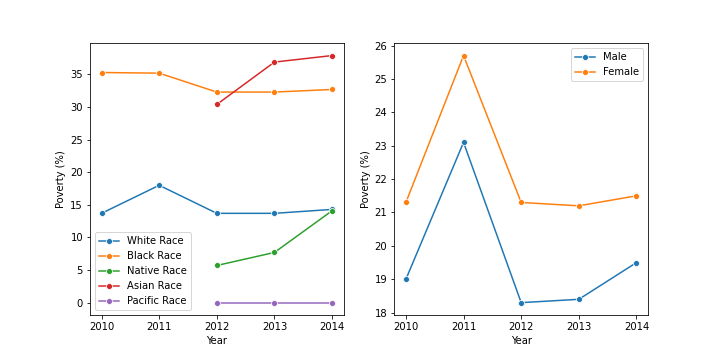 35
30
25
20
15
10
5
0
Poverty (%)
2010 2011 2012 2013 2014
Year
White Race
Black Race
Native Race
Asian Race
Pacific Race
26
25
24
23
22
21
20
19
18
Poverty (%)
2010 2011 2012 2013 2014
Year
Male
Female